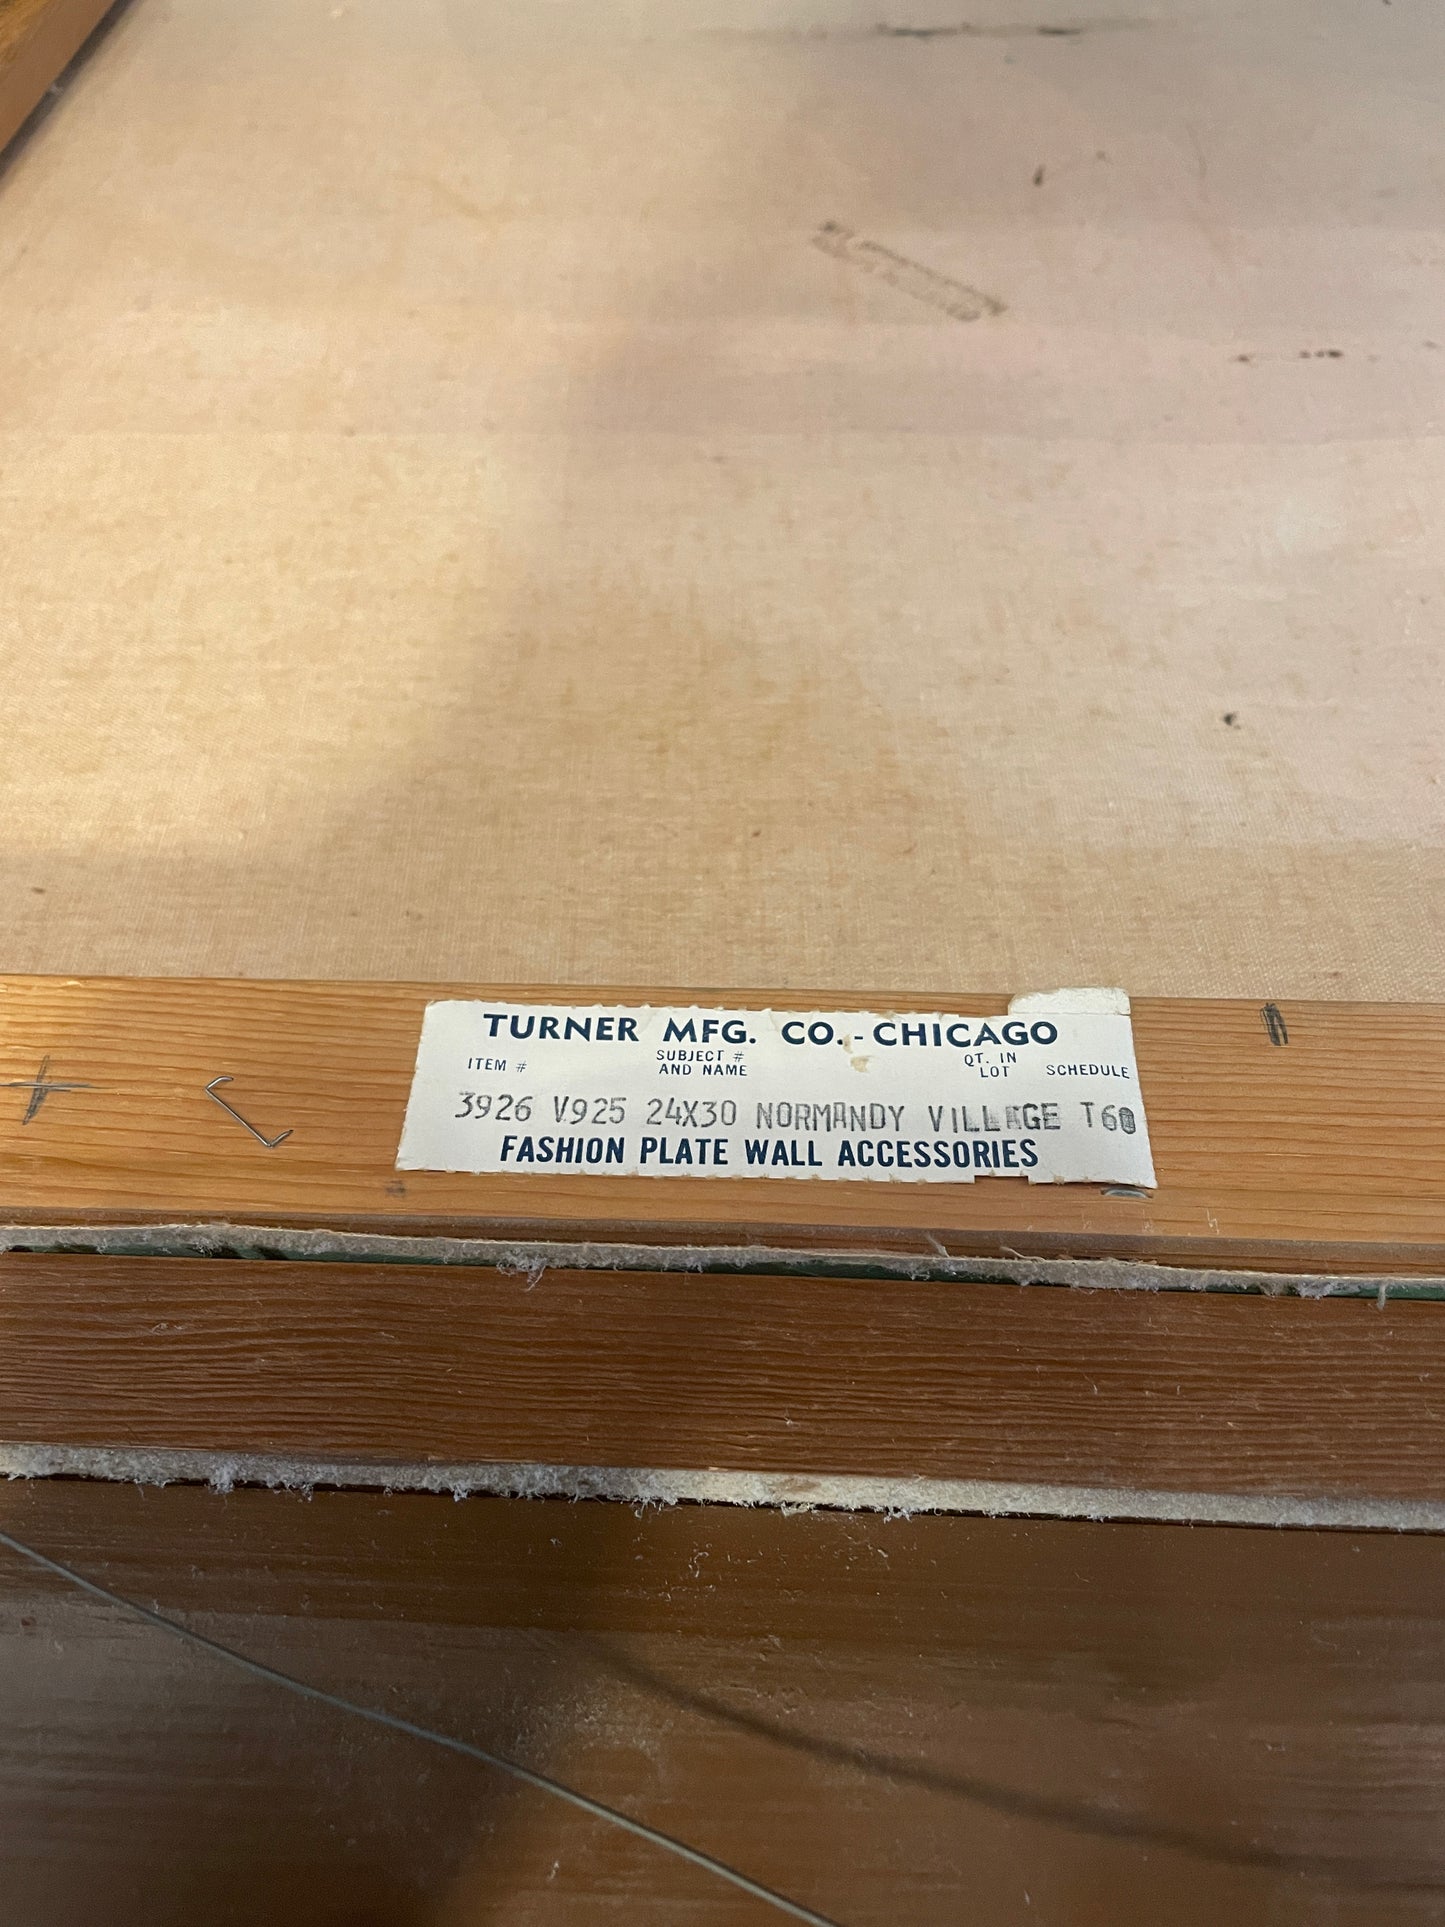 TURNER MFG. CO. - CHICAGO
ITEM # SUBJECT # AND NAME QT. IN LOT SCHEDULE
3926 V925 24X30 NORMANDY VILLAGE T60
FASHION PLATE WALL ACCESSORIES